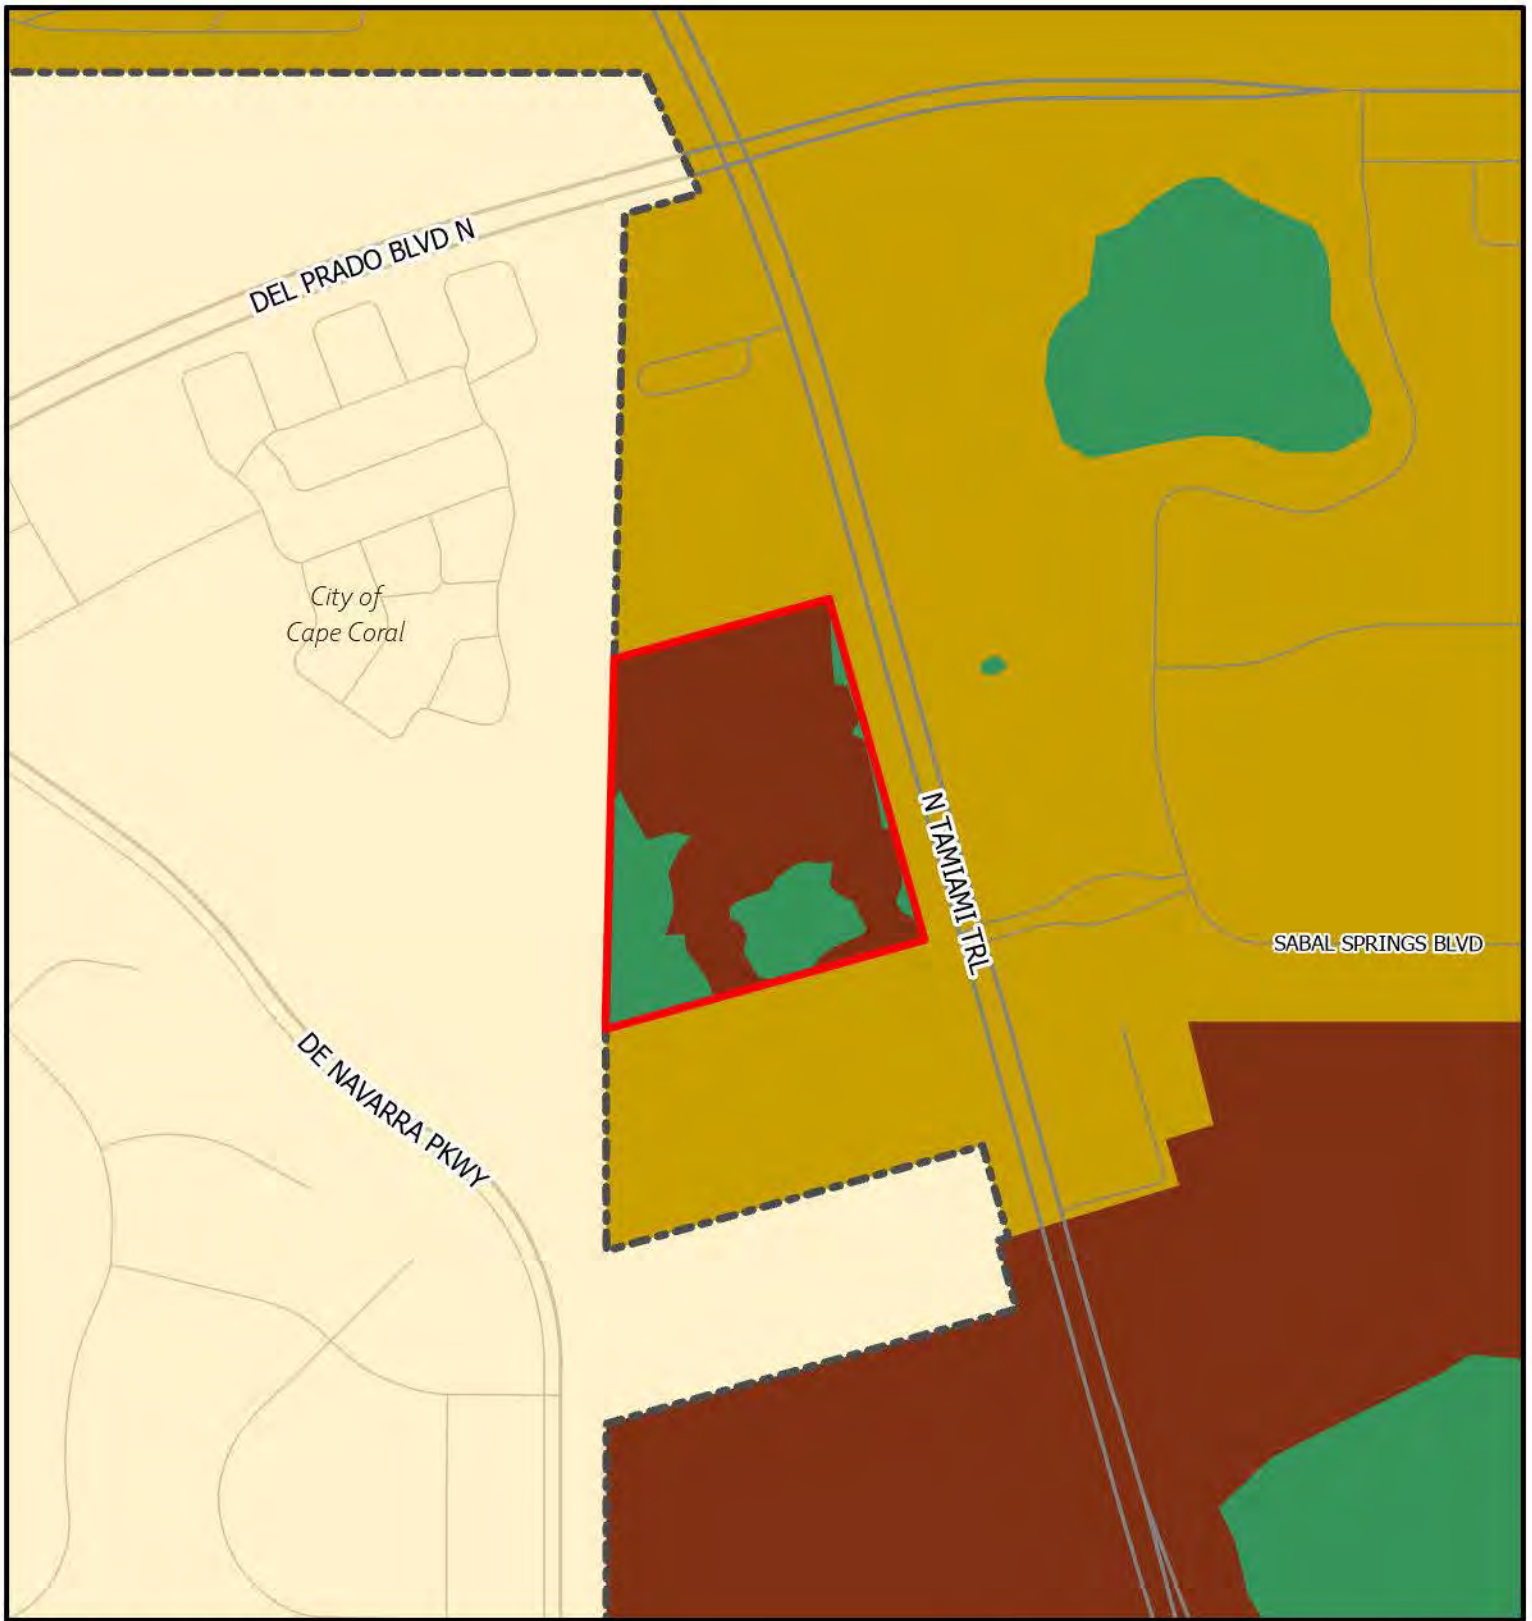 DEL PRADO BLVD N
City of
Cape Coral
N TAMIAMI TRL
SABAL SPRINGS BLVD
DE NAVARRA PKWY